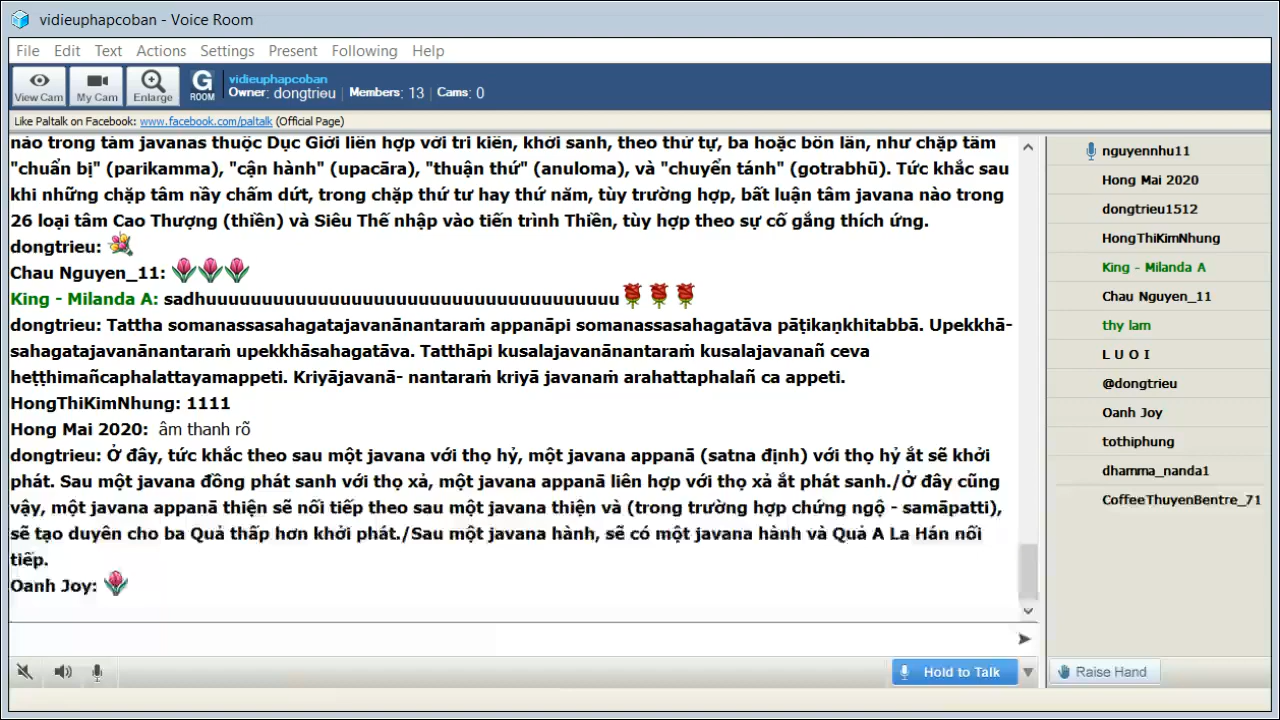 vidieuphapcoban - Voice Room
File Edit Text Actions Settings Present Following Help
View Cam My Cam Enlarge G ROOM
vidieuphapcoban
Owner: dongtrieu | Members: 13 | Cams: 0
Like Paltalk on Facebook: www.facebook.com/paltalk (Official Page)
nào trong tâm javanas thuộc Dục Giới liên hợp với tri kiến, khởi sanh, theo thứ tự, ba hoặc bốn lần, như chặp tâm
"chuẩn bị" (parikamma), "cận hành" (upacāra), "thuận thứ" (anuloma), và "chuyển tánh" (gotrabhū). Tức khắc sau
khi những chặp tâm nầy chấm dứt, trong chặp thứ tư hay thứ năm, tùy trường hợp, bất luận tâm javana nào trong
26 loại tâm Cao Thượng (thiền) và Siêu Thế nhập vào tiến trình Thiền, tùy hợp theo sự cố gắng thích ứng.
dongtrieu:
Chau Nguyen_11:
King - Milanda A: sadhuuuuuuuuuuuuuuuuuuuuuuuuuuuuuuuuuuuuu
dongtrieu: Tattha somanassasahagatajavanānantaraṁ appanāpi somanassasahagatāva pāṭikaṇkhitabbā. Upekkhā-
sahagatajavanānantaraṁ upekkhāsahagatāva. Tatthāpi kusalajavanānantaraṁ kusalajavanañ ceva
heṭṭhimañcaphalattayamappeti. Kriyājavanā- nantaraṁ kriyā javanaṁ arahattaphalañ ca appeti.
HongThiKimNhung: 1111
Hong Mai 2020: âm thanh rõ
dongtrieu: Ở đây, tức khắc theo sau một javana với thọ hỷ, một javana appanā (satna định) với thọ hỷ ắt sẽ khởi
phát. Sau một javana đồng phát sanh với thọ xả, một javana appanā liên hợp với thọ xả ắt phát sanh./Ở đây cũng
vậy, một javana appanā thiện sẽ nối tiếp theo sau một javana thiện và (trong trường hợp chứng ngộ - samāpatti),
sẽ tạo duyên cho ba Quả thấp hơn khởi phát./Sau một javana hành, sẽ có một javana hành và Quả A La Hán nối
tiếp.
Oanh Joy:
Hold to Talk
nguyennhu11
Hong Mai 2020
dongtrieu1512
HongThiKimNhung
King - Milanda A
Chau Nguyen_11
thy lam
L U O I
@dongtrieu
Oanh Joy
tothiphung
dhamma_nanda1
CoffeeThuyenBentre_71
Raise Hand